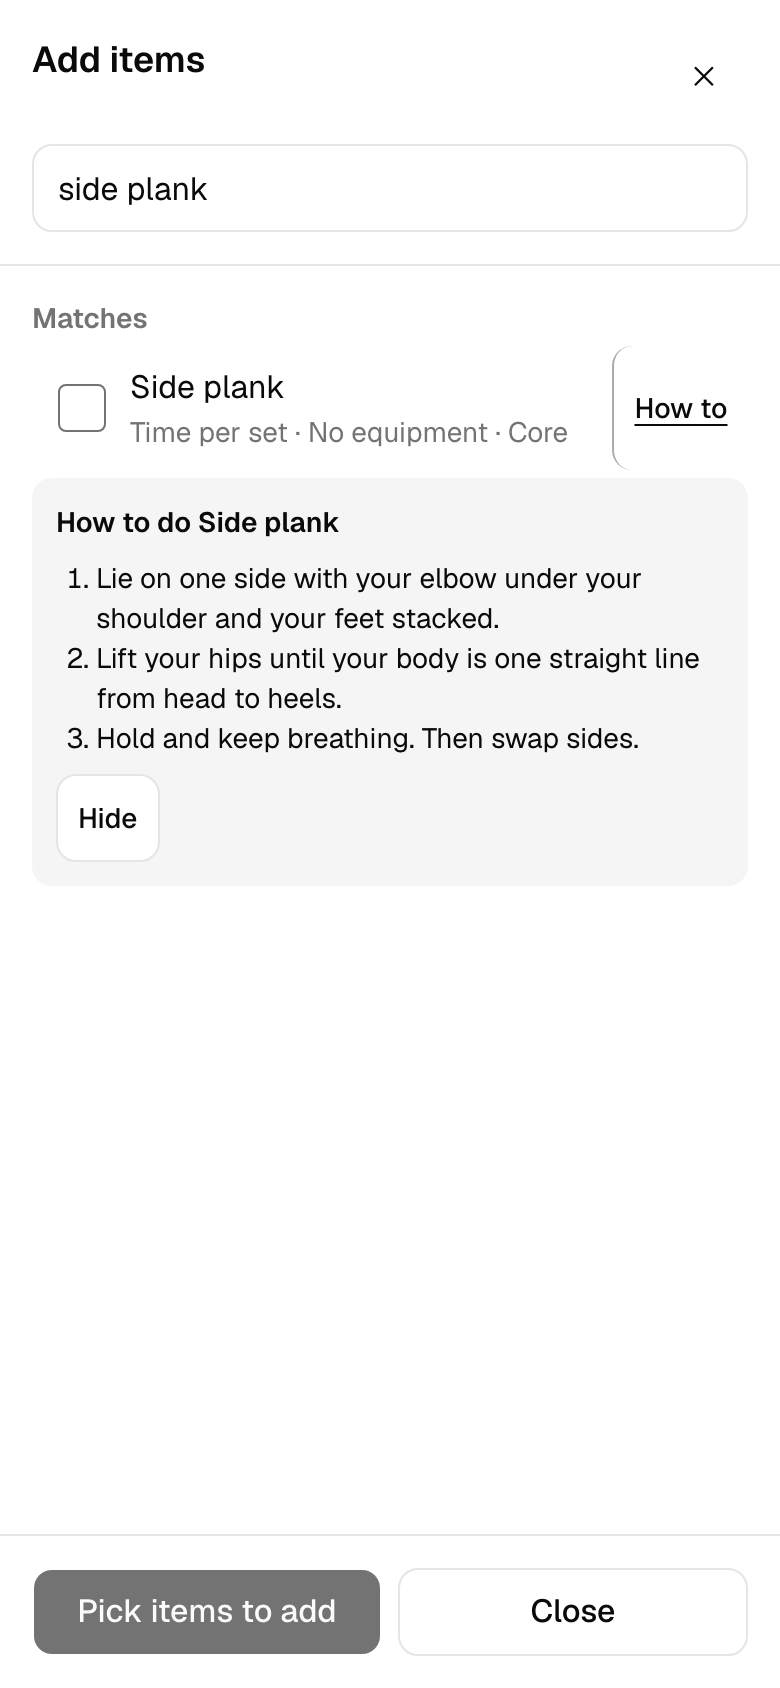 Add items
side plank
Matches
Side plank
Time per set · No equipment · Core
How to
How to do Side plank
1. Lie on one side with your elbow under your
shoulder and your feet stacked.
2. Lift your hips until your body is one straight line
from head to heels.
3. Hold and keep breathing. Then swap sides.
Hide
Pick items to add
Close